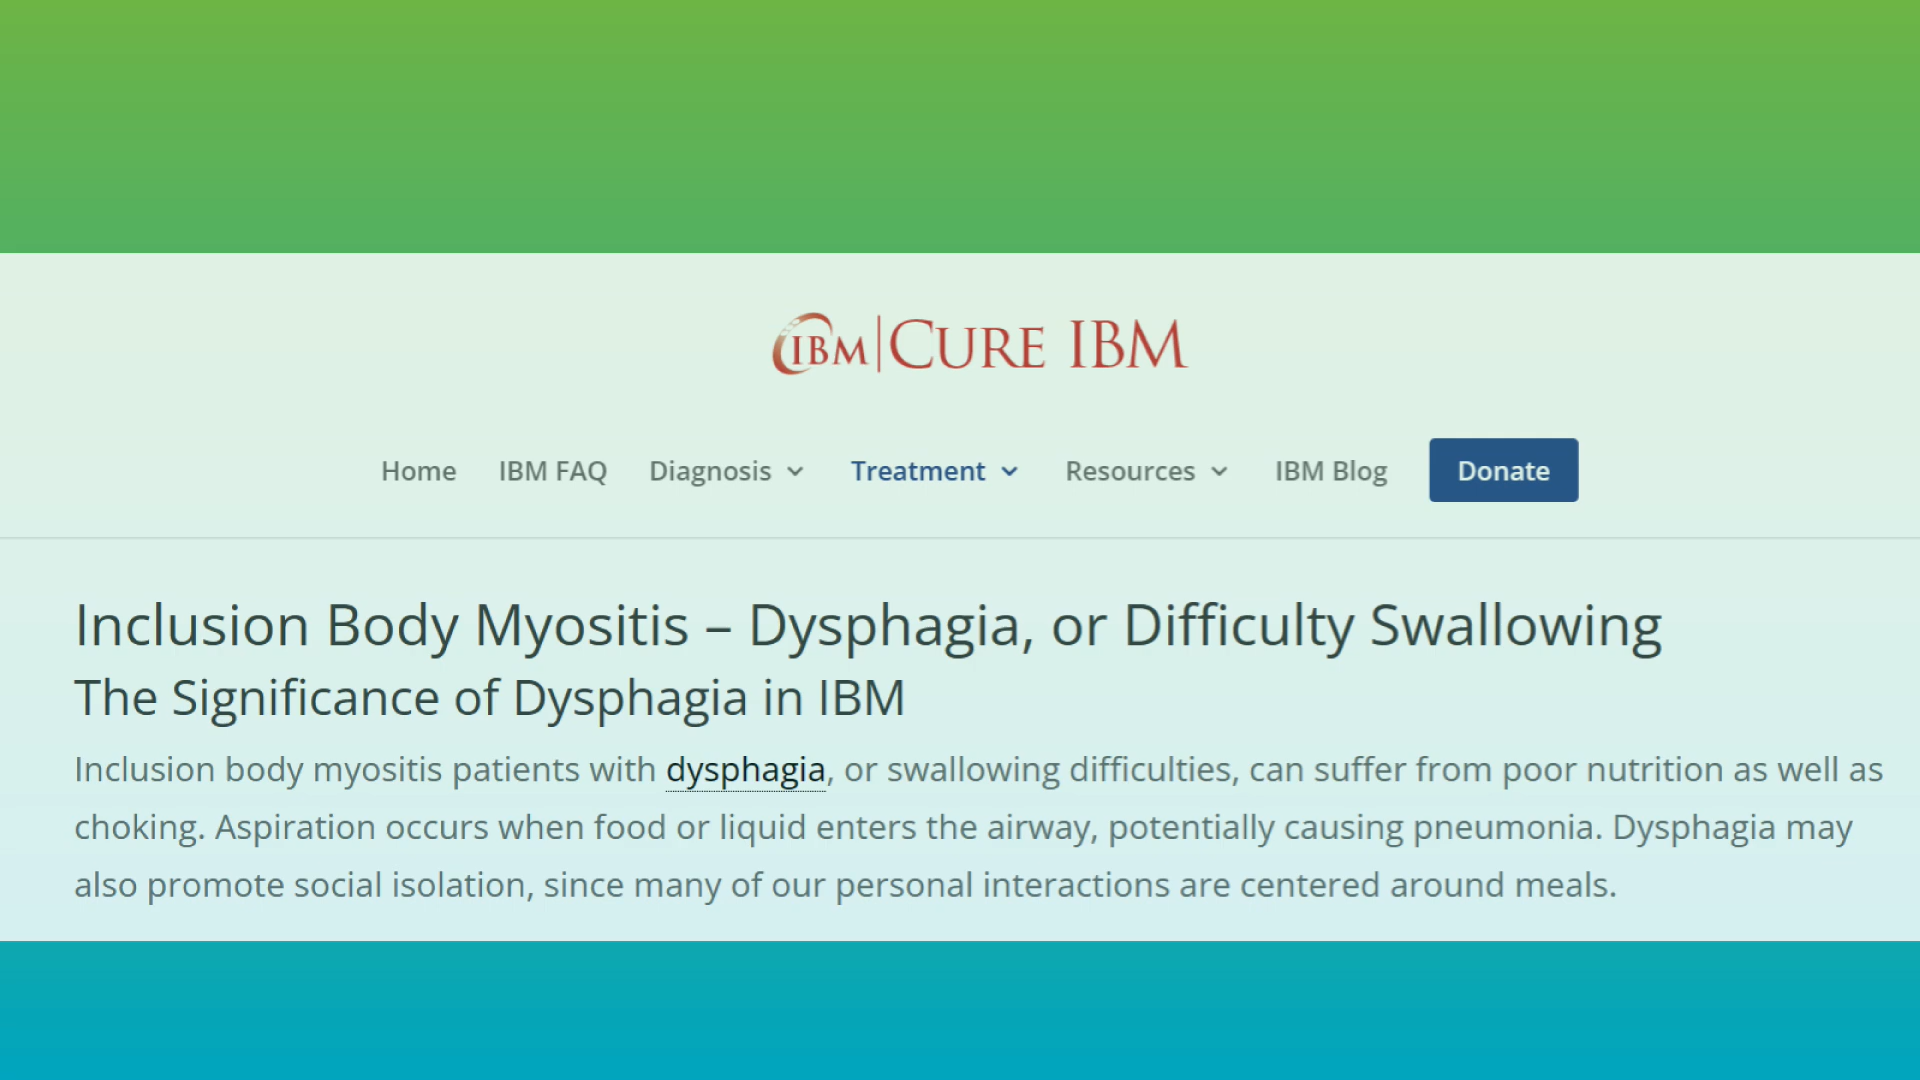 IBM | CURE IBM
Home IBM FAQ Diagnosis Treatment Resources IBM Blog Donate
Inclusion Body Myositis – Dysphagia, or Difficulty Swallowing
The Significance of Dysphagia in IBM
Inclusion body myositis patients with dysphagia, or swallowing difficulties, can suffer from poor nutrition as well as
choking. Aspiration occurs when food or liquid enters the airway, potentially causing pneumonia. Dysphagia may
also promote social isolation, since many of our personal interactions are centered around meals.